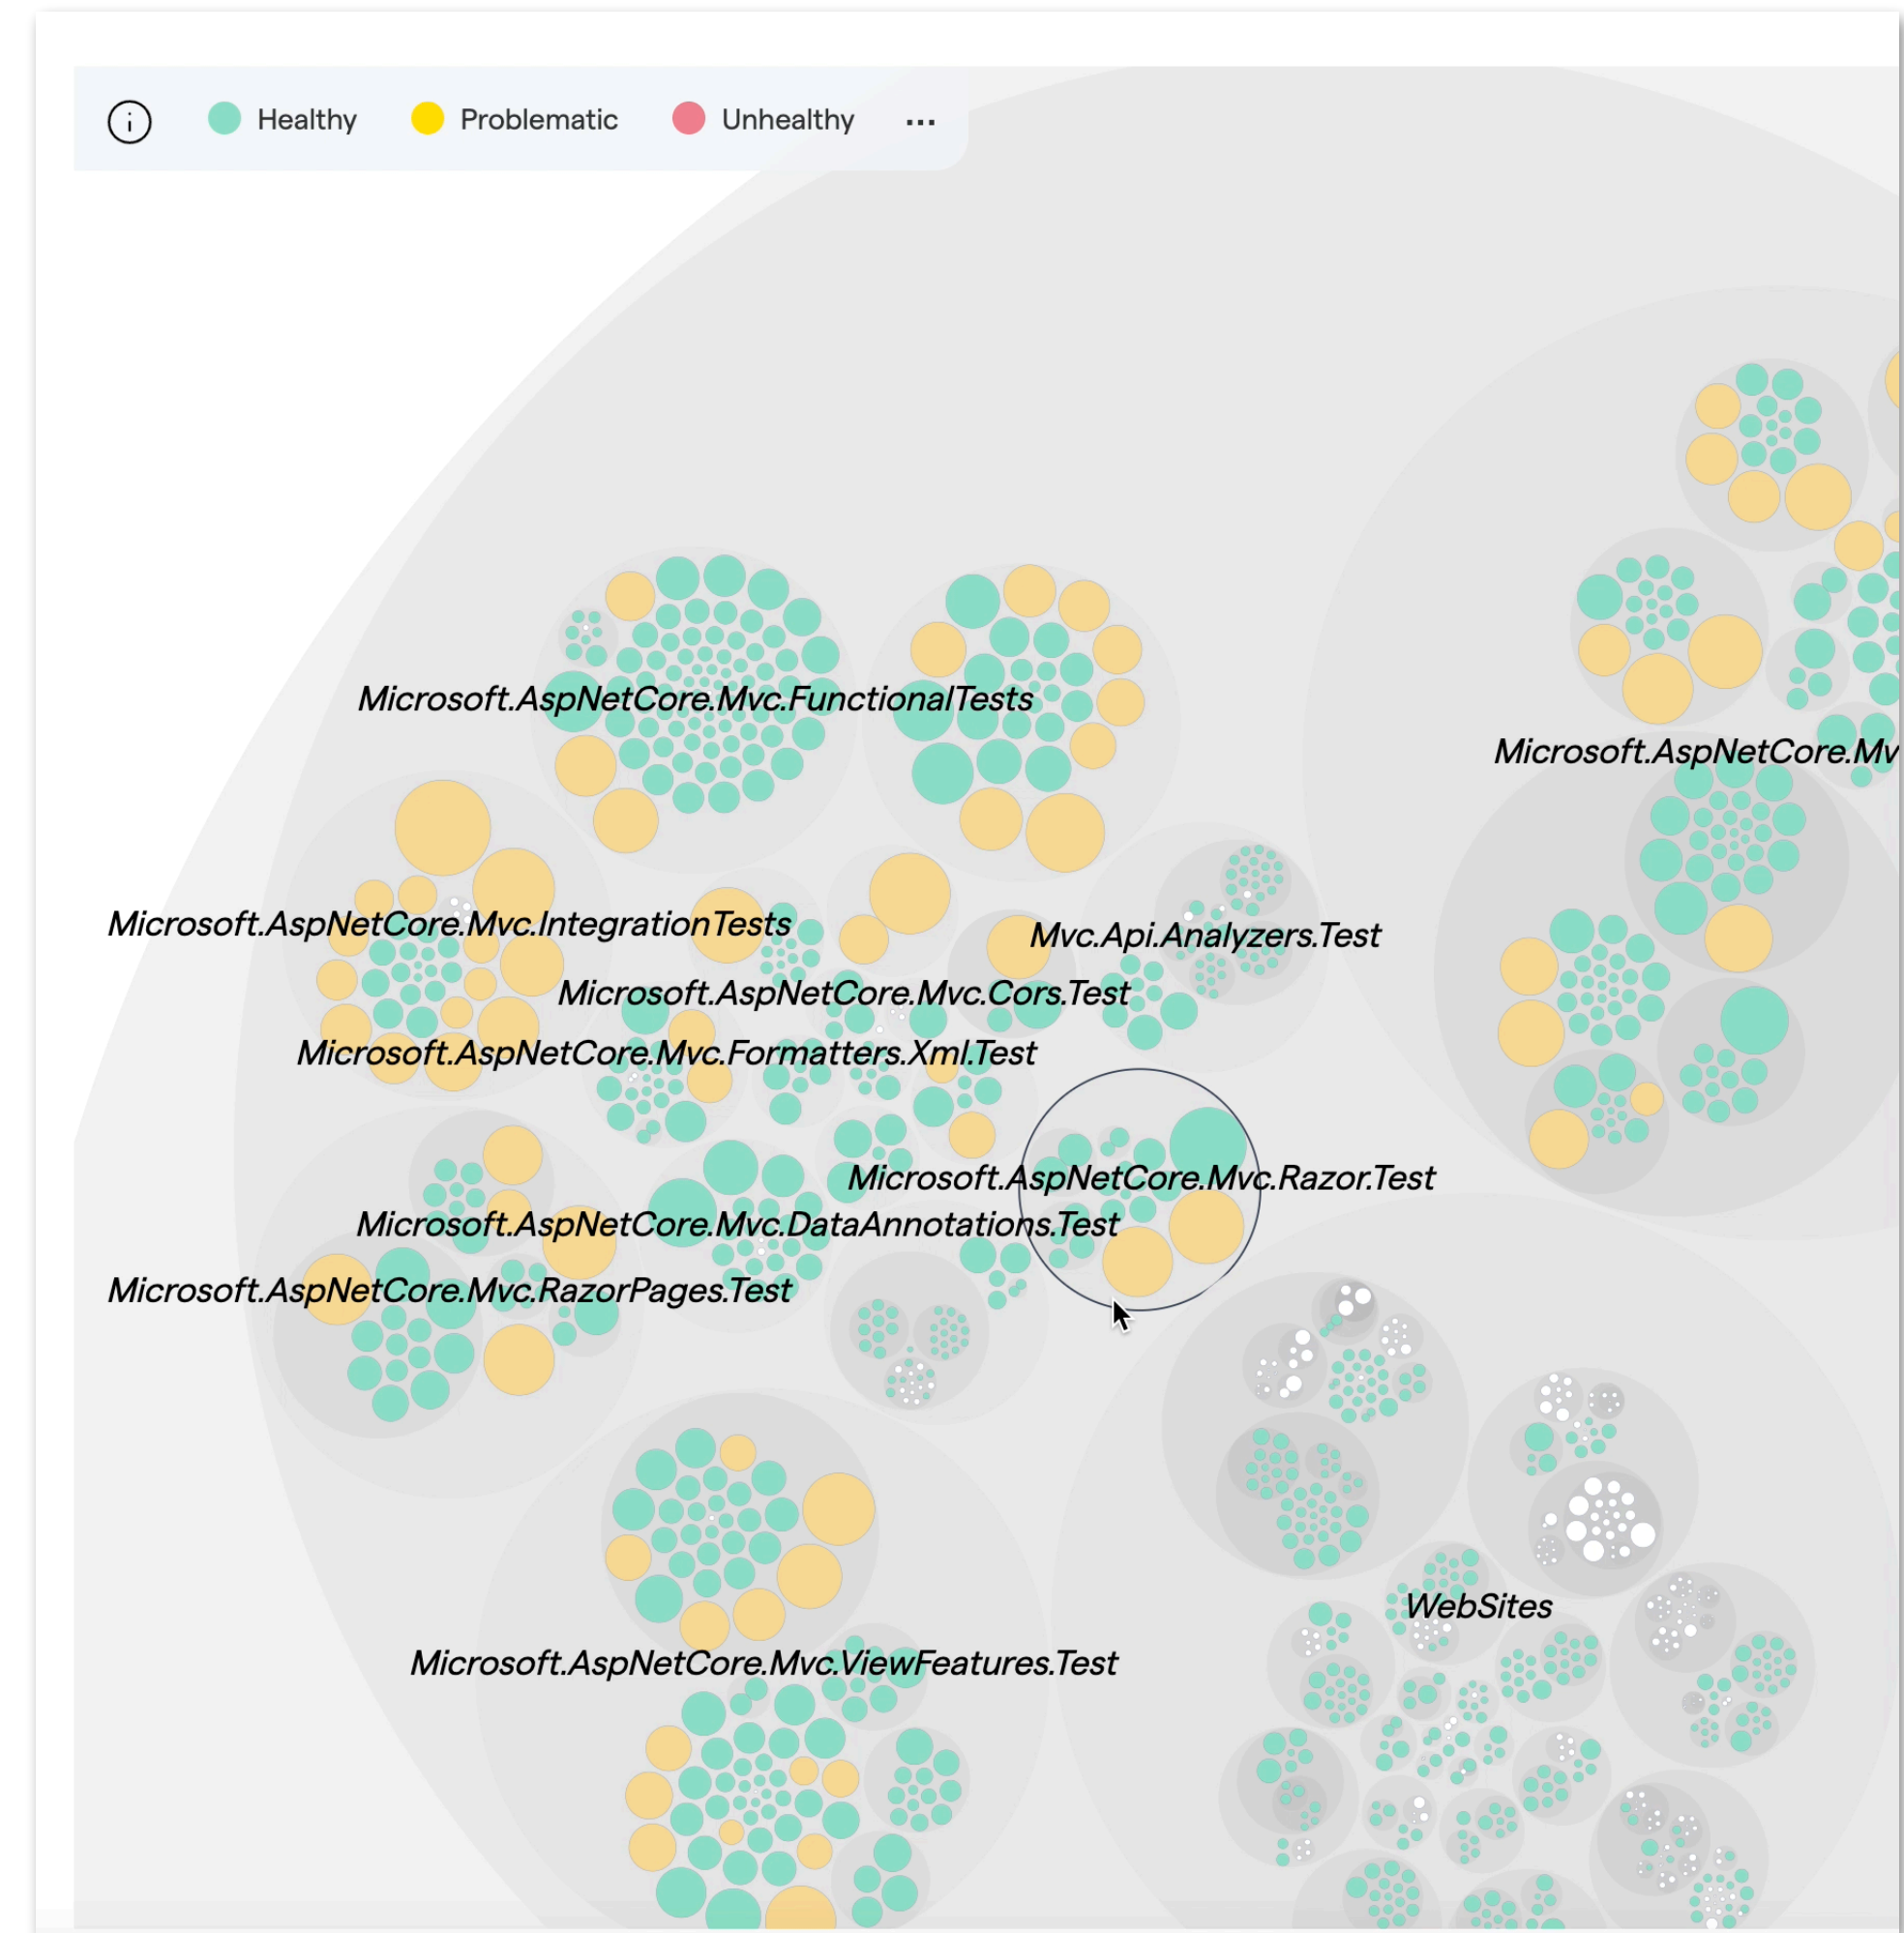 Healthy Problematic Unhealthy ...
Microsoft.AspNetCore.Mvc.FunctionalTests
Microsoft.AspNetCore.Mv
Microsoft.AspNetCore.Mvc.IntegrationTests
Mvc.Api.Analyzers.Test
Microsoft.AspNetCore.Mvc.Cors.Test
Microsoft.AspNetCore.Mvc.Formatters.Xml.Test
Microsoft.AspNetCore.Mvc.Razor.Test
Microsoft.AspNetCore.Mvc.DataAnnotations.Test
Microsoft.AspNetCore.Mvc.RazorPages.Test
WebSites
Microsoft.AspNetCore.Mvc.ViewFeatures.Test